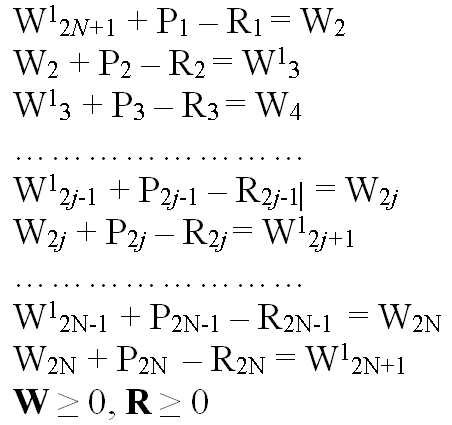 W¹₂N₊₁ + P₁ – R₁ = W₂
W₂ + P₂ – R₂ = W¹₃
W¹₃ + P₃ – R₃ = W₄
……………………
W¹₂j₋₁ + P₂j₋₁ – R₂j₋₁| = W₂j
W₂j + P₂j – R₂j = W¹₂j₊₁
……………………
W¹₂N₋₁ + P₂N₋₁ – R₂N₋₁ = W₂N
W₂N + P₂N – R₂N = W¹₂N₊₁
W ≥ 0, R ≥ 0